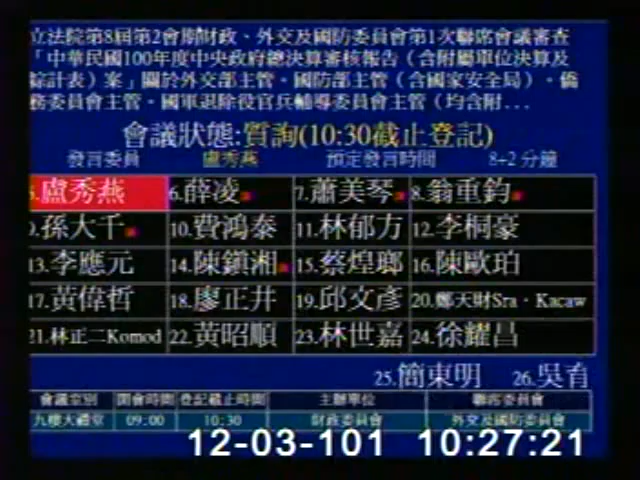 立法院第8屆第2會期財政、外交及國防委員會第1次聯席會議審查
「中華民國100年度中央政府總決算審核報告(含附屬單位決算及
綜計表)案」關於外交部主管、國防部主管(含國家安全局)、僑
務委員會主管、國軍退除役官兵輔導委員會主管(均含附...
會議狀態:質詢(10:30截止登記)
發言委員 盧秀燕 預定發言時間 8+2 分鐘
5.盧秀燕 6.薛凌 7.蕭美琴 8.翁重鈞
9.孫大千 10.費鴻泰 11.林郁方 12.李桐豪
13.李應元 14.陳鎮湘 15.蔡煌瑯 16.陳歐珀
17.黃偉哲 18.廖正井 19.邱文彥 20.鄭天財Sra・Kacaw
21.林正二Komod 22.黃昭順 23.林世嘉 24.徐耀昌
25.簡東明 26.吳育
會議室別 開會時間 登記截止時間 主辦單位 聯席委員會
九樓大禮堂 09:00 10:30 財政委員會 外交及國防委員會
12-03-101 10:27:21